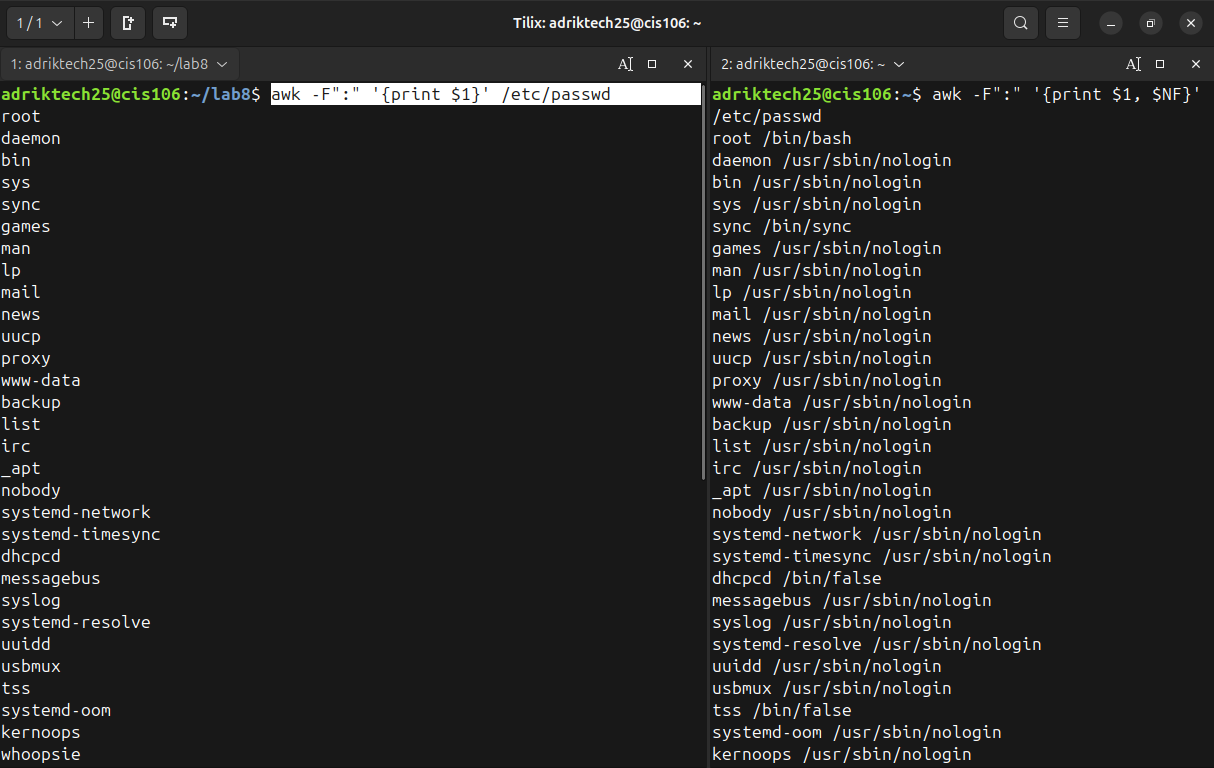 1 / 1
Tilix: adriktech25@cis106: ~
1: adriktech25@cis106: ~/lab8
adriktech25@cis106:~/lab8$ awk -F":" '{print $1}' /etc/passwd
root
daemon
bin
sys
sync
games
man
lp
mail
news
uucp
proxy
www-data
backup
list
irc
_apt
nobody
systemd-network
systemd-timesync
dhcpcd
messagebus
syslog
systemd-resolve
uuidd
usbmux
tss
systemd-oom
kernoops
whoopsie
2: adriktech25@cis106: ~
adriktech25@cis106:~$ awk -F":" '{print $1, $NF}'
/etc/passwd
root /bin/bash
daemon /usr/sbin/nologin
bin /usr/sbin/nologin
sys /usr/sbin/nologin
sync /bin/sync
games /usr/sbin/nologin
man /usr/sbin/nologin
lp /usr/sbin/nologin
mail /usr/sbin/nologin
news /usr/sbin/nologin
uucp /usr/sbin/nologin
proxy /usr/sbin/nologin
www-data /usr/sbin/nologin
backup /usr/sbin/nologin
list /usr/sbin/nologin
irc /usr/sbin/nologin
_apt /usr/sbin/nologin
nobody /usr/sbin/nologin
systemd-network /usr/sbin/nologin
systemd-timesync /usr/sbin/nologin
dhcpcd /bin/false
messagebus /usr/sbin/nologin
syslog /usr/sbin/nologin
systemd-resolve /usr/sbin/nologin
uuidd /usr/sbin/nologin
usbmux /usr/sbin/nologin
tss /bin/false
systemd-oom /usr/sbin/nologin
kernoops /usr/sbin/nologin